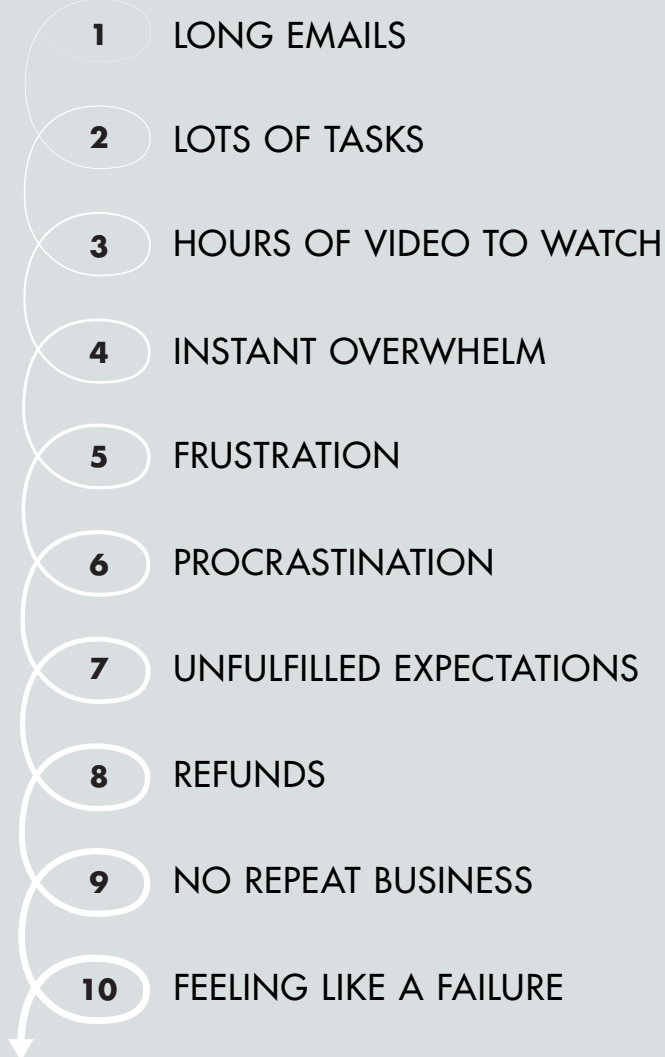 1 LONG EMAILS
2 LOTS OF TASKS
3 HOURS OF VIDEO TO WATCH
4 INSTANT OVERWHELM
5 FRUSTRATION
6 PROCRASTINATION
7 UNFULFILLED EXPECTATIONS
8 REFUNDS
9 NO REPEAT BUSINESS
10 FEELING LIKE A FAILURE